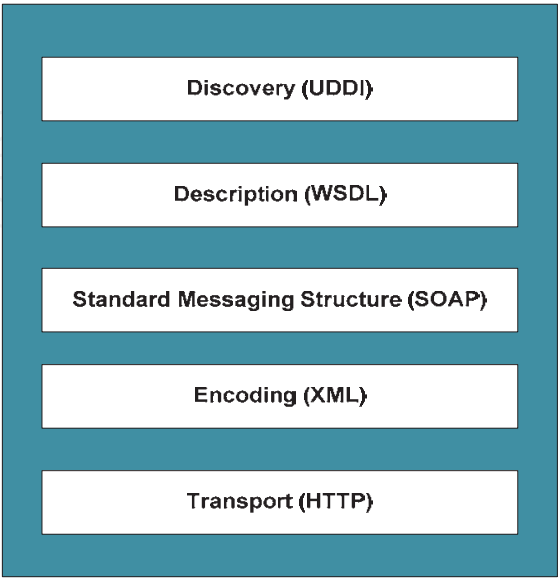 Discovery (UDDI)
Description (WSDL)
Standard Messaging Structure (SOAP)
Encoding (XML)
Transport (HTTP)